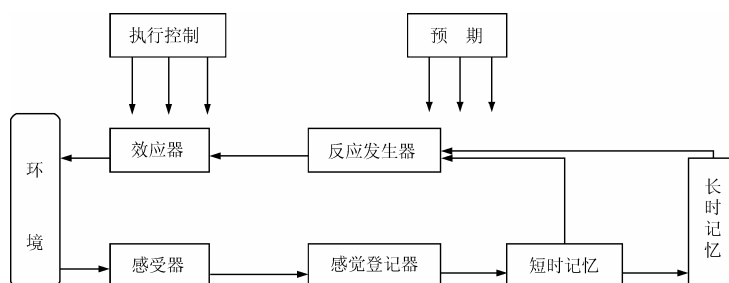 执行控制
预 期
效应器
反应发生器
环境
长时记忆
感受器
感觉登记器
短时记忆